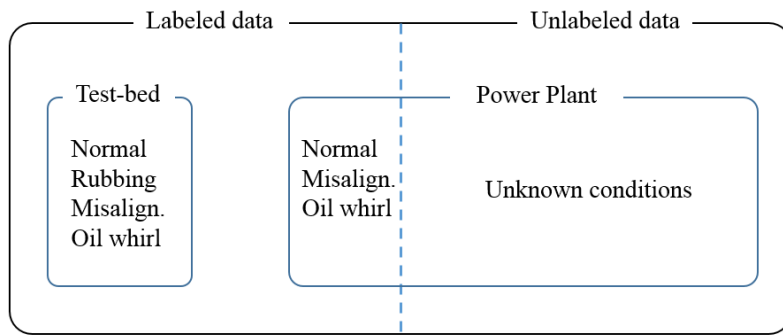 Labeled data
Unlabeled data
Test-bed
Power Plant
Normal
Rubbing
Misalign.
Oil whirl
Normal
Misalign.
Oil whirl
Unknown conditions